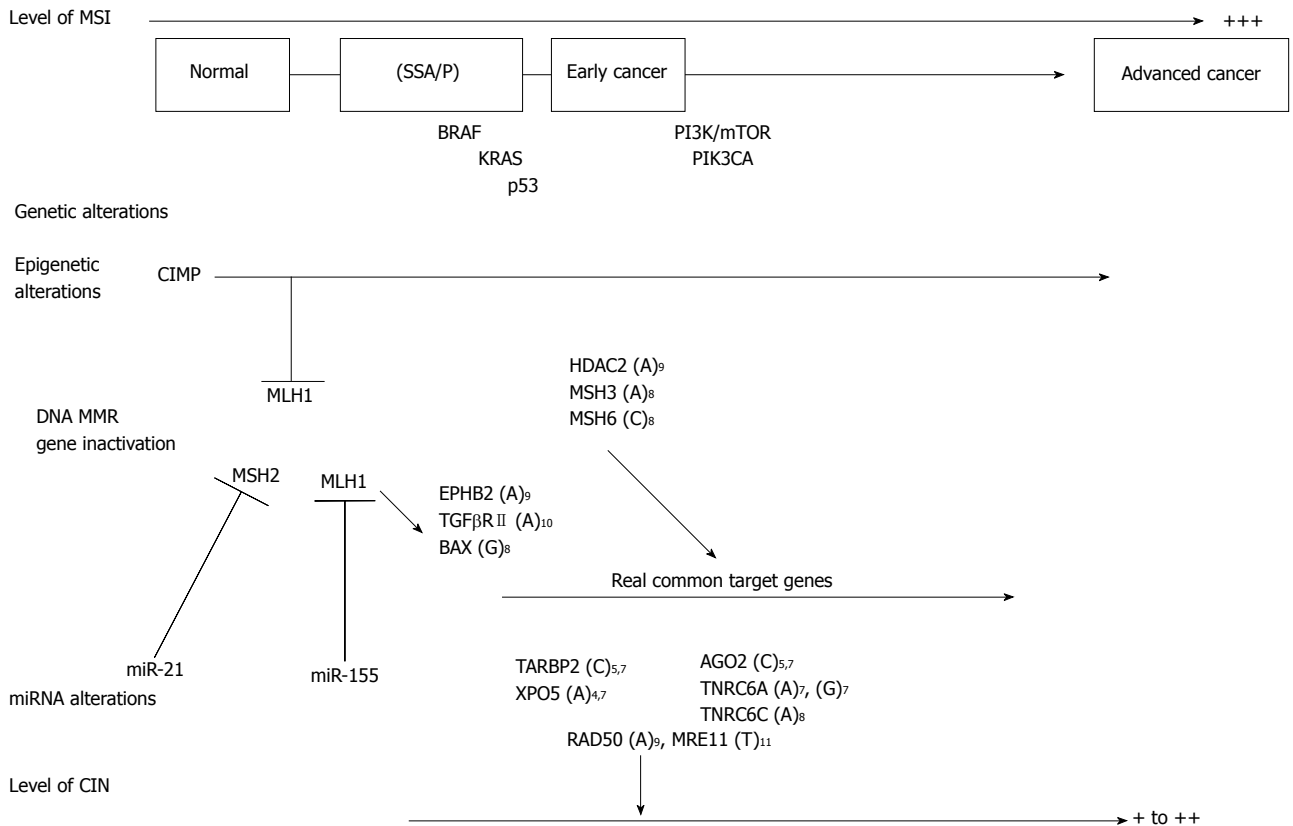 Level of MSI
+++
Normal
(SSA/P)
Early cancer
Advanced cancer
BRAF
PI3K/mTOR
KRAS
PIK3CA
p53
Genetic alterations
Epigenetic
alterations
CIMP
HDAC2 (A)9
MSH3 (A)8
MSH6 (C)8
MLH1
DNA MMR
gene inactivation
MSH2
MLH1
EPHB2 (A)9
TGFβRⅡ (A)10
BAX (G)8
Real common target genes
miR-21
miR-155
TARBP2 (C)5,7
XPO5 (A)4,7
AGO2 (C)5,7
TNRC6A (A)7, (G)7
TNRC6C (A)8
miRNA alterations
RAD50 (A)9, MRE11 (T)11
Level of CIN
+ to ++